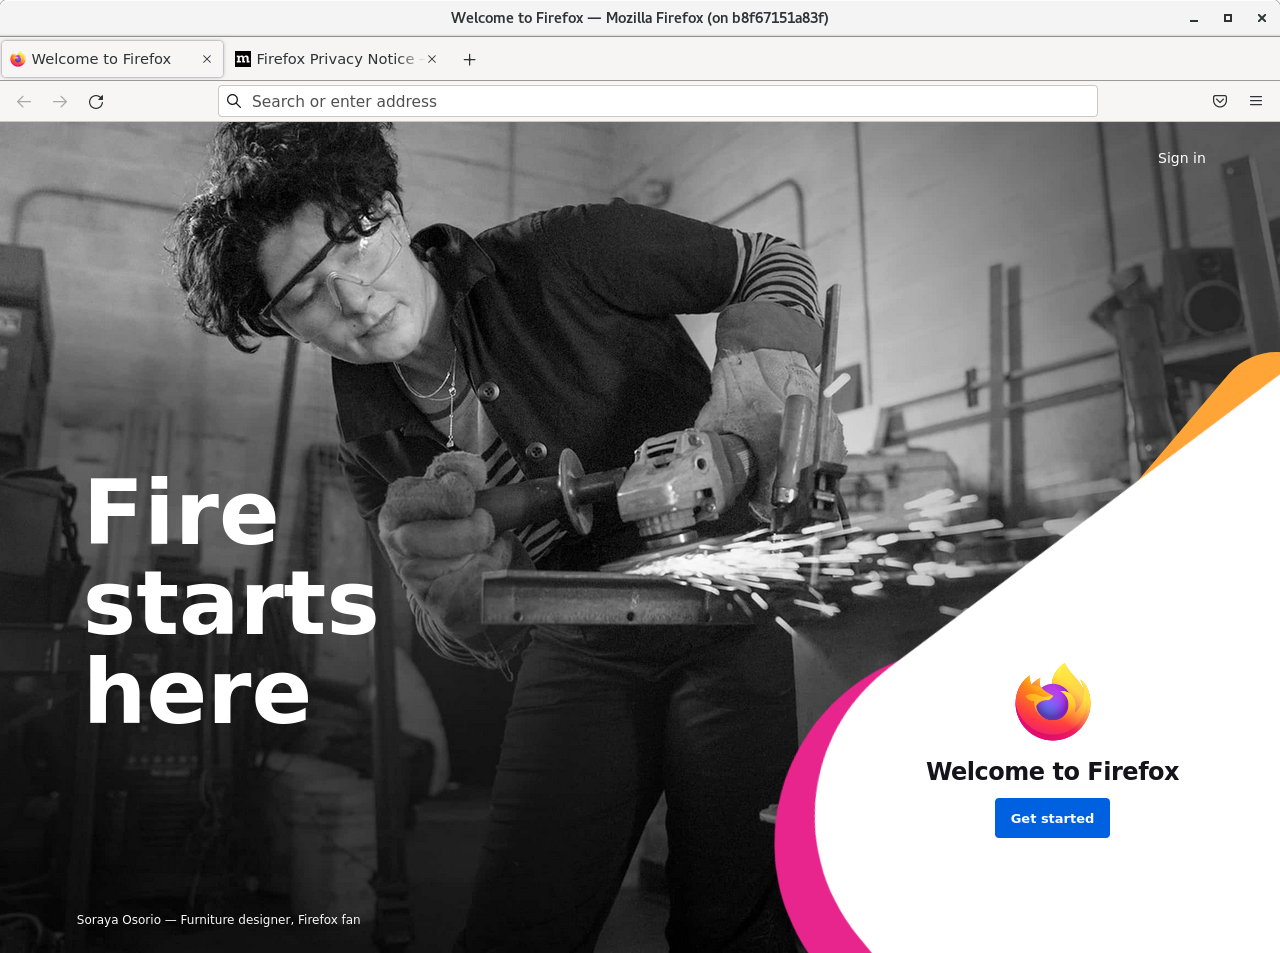 Welcome to Firefox — Mozilla Firefox (on b8f67151a83f)
Welcome to Firefox
Firefox Privacy Notice -
Search or enter address
Sign in
Fire
starts
here
Welcome to Firefox
Get started
Soraya Osorio — Furniture designer, Firefox fan